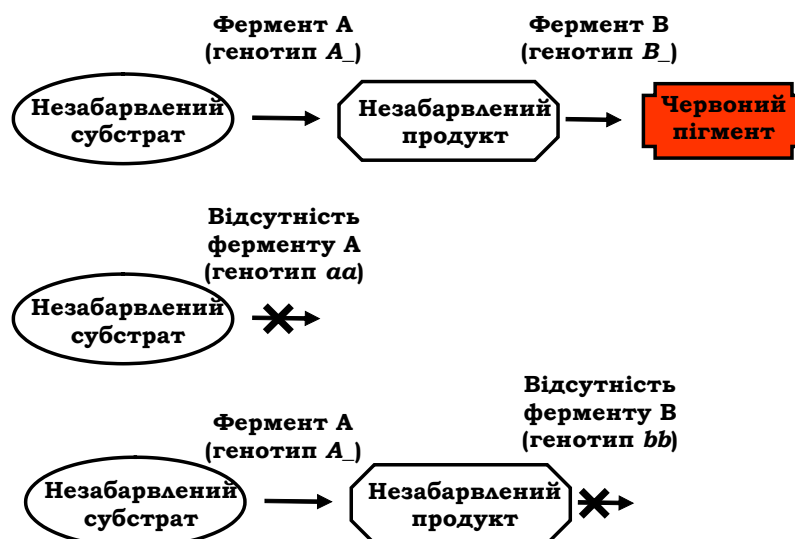 Фермент А
(генотип A_)
Фермент В
(генотип B_)
Незабарвлений
субстрат
Незабарвлений
продукт
Червоний
пігмент
Відсутність
ферменту А
(генотип aa)
Незабарвлений
субстрат
Фермент А
(генотип A_)
Відсутність
ферменту В
(генотип bb)
Незабарвлений
субстрат
Незабарвлений
продукт